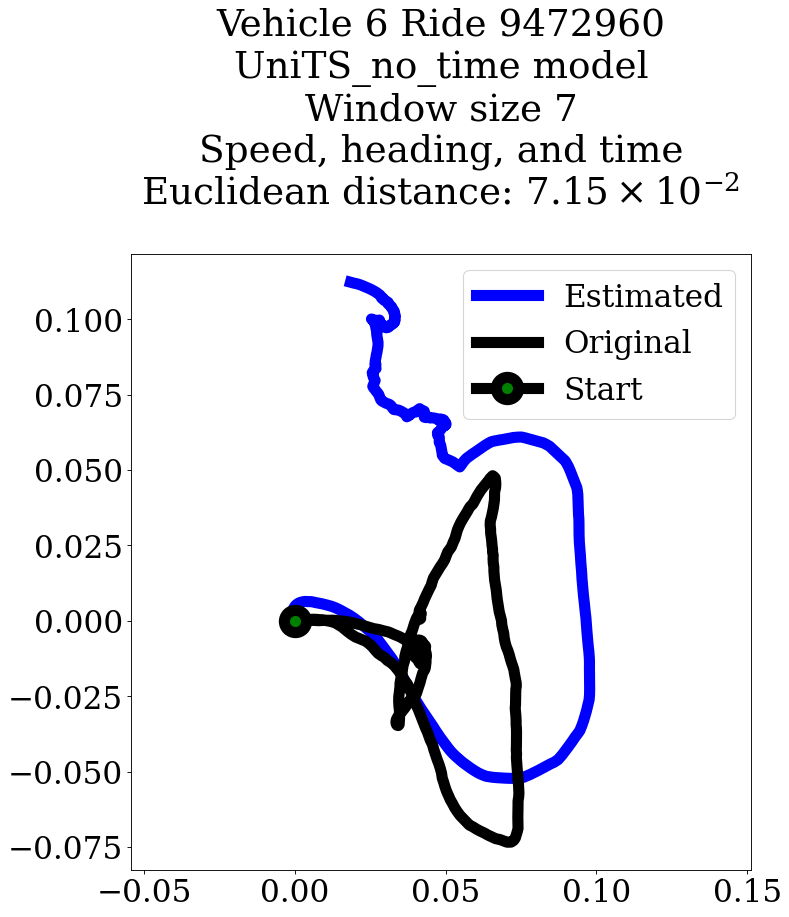 Vehicle 6 Ride 9472960
UniTS_no_time model
Window size 7
Speed, heading, and time
Euclidean distance: 7.15 × 10⁻²
Estimated
Original
Start
0.100
0.075
0.050
0.025
0.000
−0.025
−0.050
−0.075
−0.05 0.00 0.05 0.10 0.15